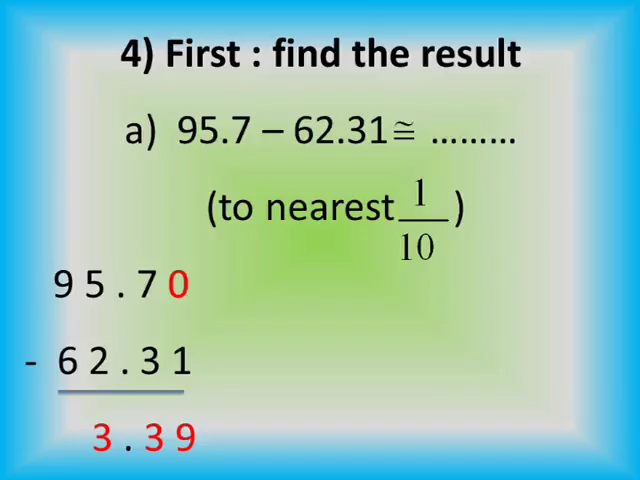 4) First : find the result
a) 95.7 – 62.31 ≅ ………
(to nearest 1/10 )
9 5 . 7 0
- 6 2 . 3 1
3 . 3 9